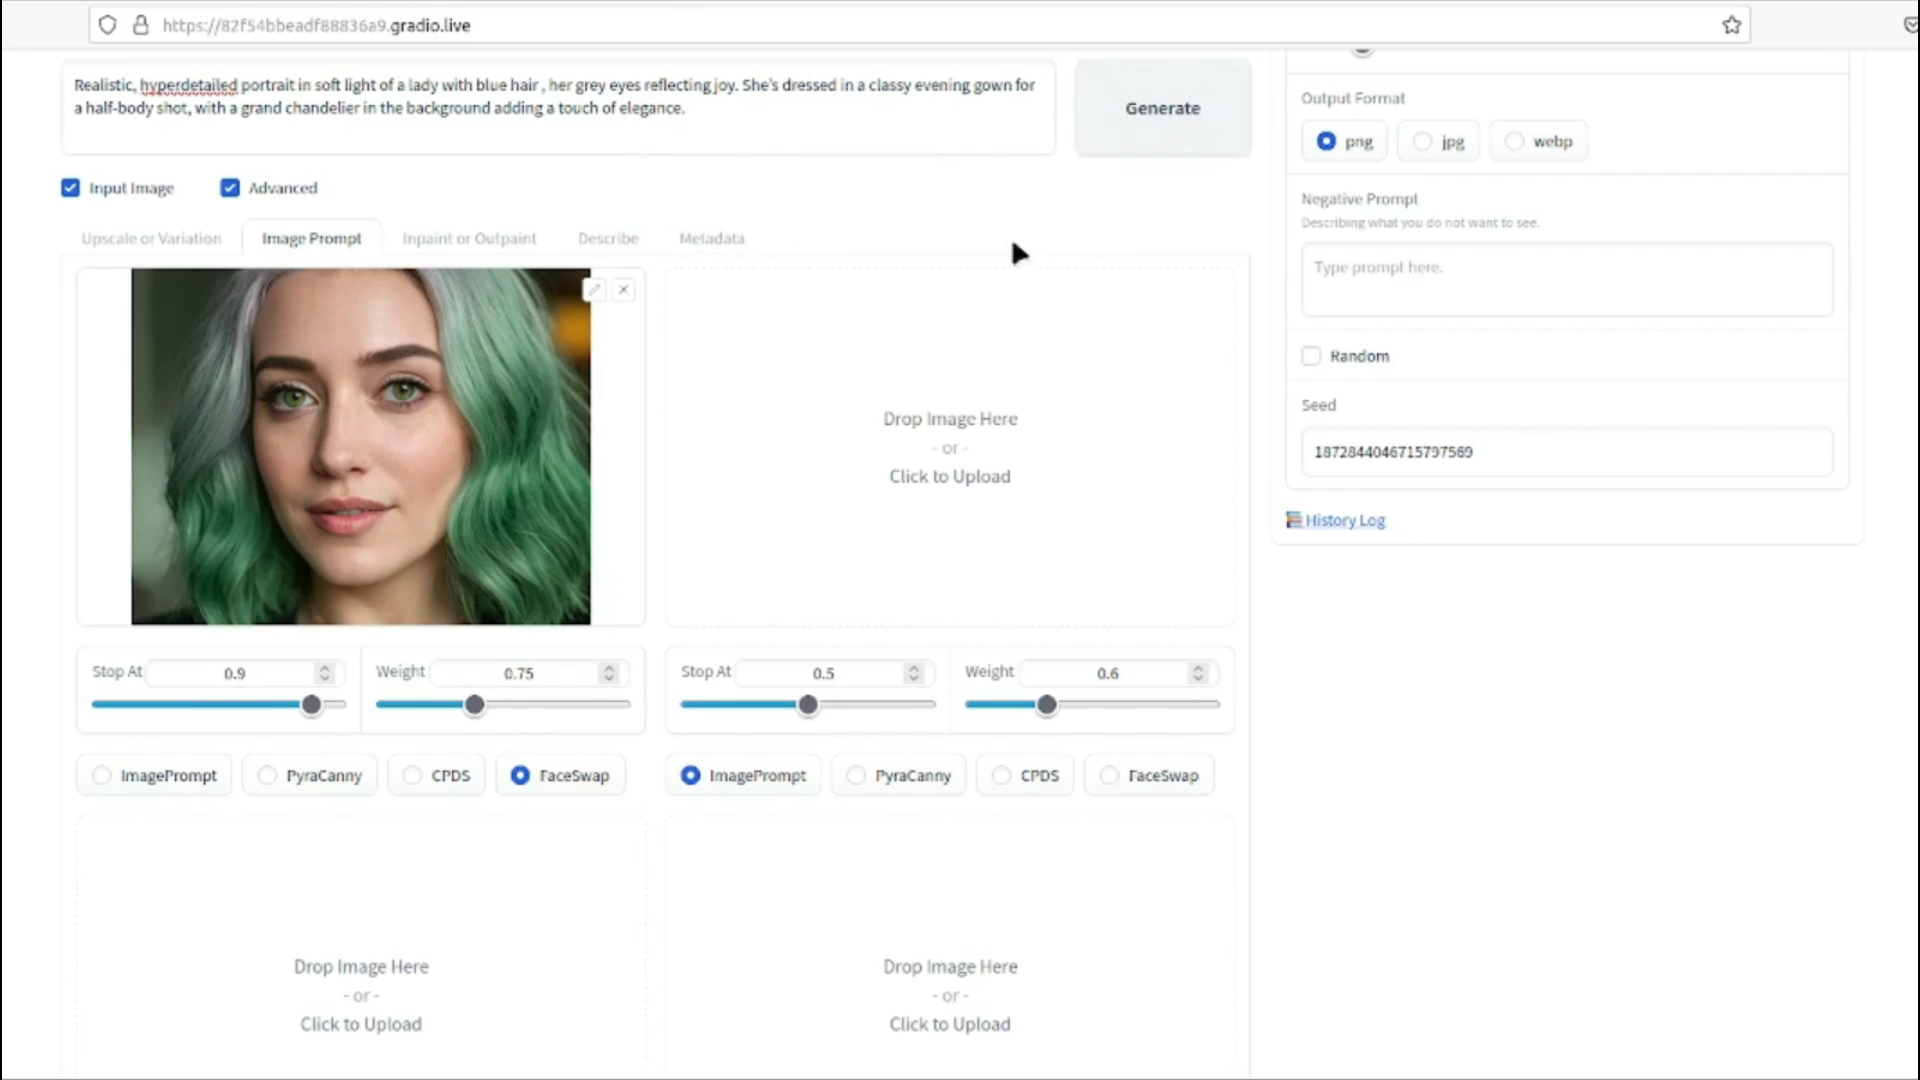 https://82f54bbeadf88836a9.gradio.live
Realistic, hyperdetailed portrait in soft light of a lady with blue hair , her grey eyes reflecting joy. She's dressed in a classy evening gown for
a half-body shot, with a grand chandelier in the background adding a touch of elegance.
Generate
Input Image
Advanced
Upscale or Variation
Image Prompt
Inpaint or Outpaint
Describe
Metadata
Drop Image Here
- or -
Click to Upload
Stop At
0.9
Weight
0.75
Stop At
0.5
Weight
0.6
ImagePrompt
PyraCanny
CPDS
FaceSwap
ImagePrompt
PyraCanny
CPDS
FaceSwap
Drop Image Here
- or -
Click to Upload
Drop Image Here
- or -
Click to Upload
Output Format
png
jpg
webp
Negative Prompt
Describing what you do not want to see.
Type prompt here.
Random
Seed
1872844046715797569
History Log